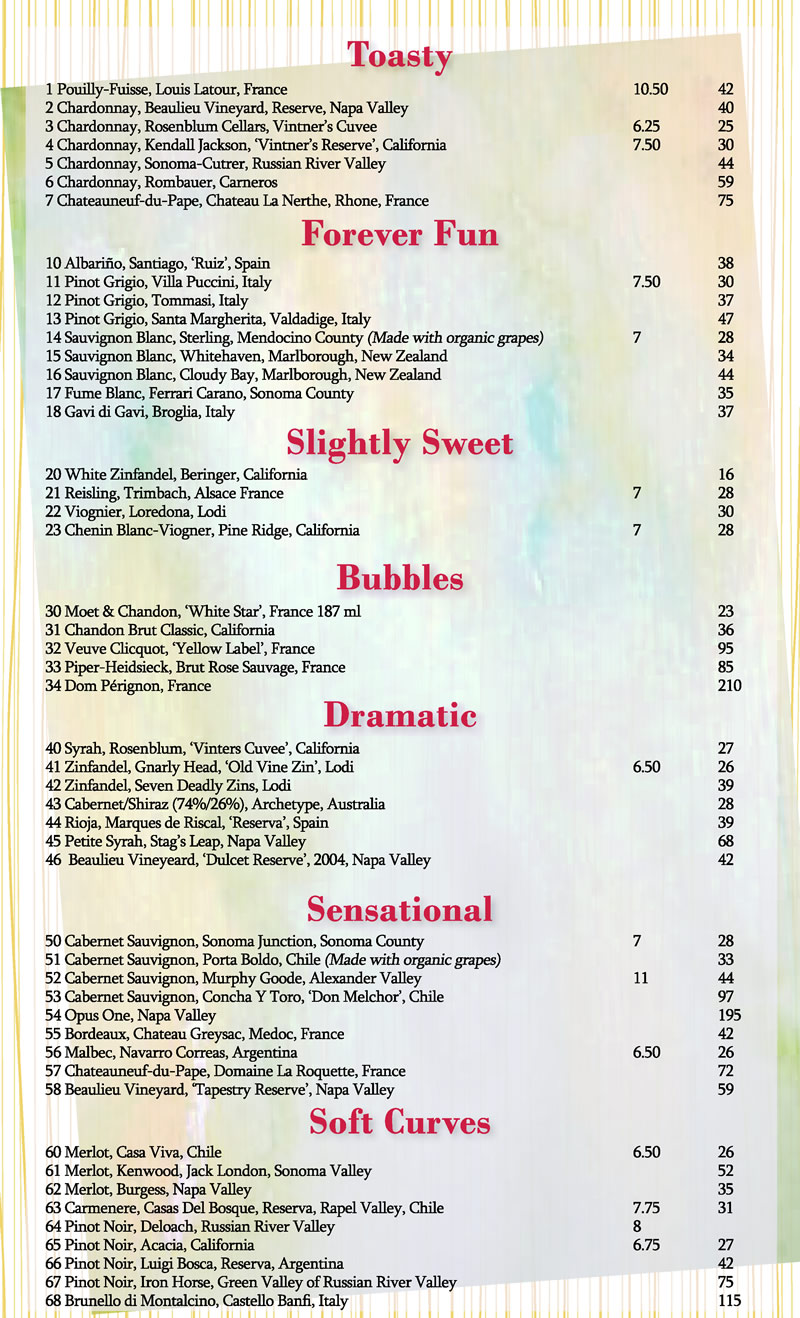 Toasty
1 Pouilly-Fuisse, Louis Latour, France 10.50 42
2 Chardonnay, Beaulieu Vineyard, Reserve, Napa Valley 40
3 Chardonnay, Rosenblum Cellars, Vintner's Cuvee 6.25 25
4 Chardonnay, Kendall Jackson, ‘Vintner's Reserve’, California 7.50 30
5 Chardonnay, Sonoma-Cutrer, Russian River Valley 44
6 Chardonnay, Rombauer, Carneros 59
7 Chateauneuf-du-Pape, Chateau La Nerthe, Rhone, France 75
Forever Fun
10 Albariño, Santiago, ‘Ruiz’, Spain 38
11 Pinot Grigio, Villa Puccini, Italy 7.50 30
12 Pinot Grigio, Tommasi, Italy 37
13 Pinot Grigio, Santa Margherita, Valdadige, Italy 47
14 Sauvignon Blanc, Sterling, Mendocino County (Made with organic grapes) 7 28
15 Sauvignon Blanc, Whitehaven, Marlborough, New Zealand 34
16 Sauvignon Blanc, Cloudy Bay, Marlborough, New Zealand 44
17 Fume Blanc, Ferrari Carano, Sonoma County 35
18 Gavi di Gavi, Broglia, Italy 37
Slightly Sweet
20 White Zinfandel, Beringer, California 16
21 Reisling, Trimbach, Alsace France 7 28
22 Viognier, Loredona, Lodi 30
23 Chenin Blanc-Viogner, Pine Ridge, California 7 28
Bubbles
30 Moet & Chandon, ‘White Star’, France 187 ml 23
31 Chandon Brut Classic, California 36
32 Veuve Clicquot, ‘Yellow Label’, France 95
33 Piper-Heidsieck, Brut Rose Sauvage, France 85
34 Dom Pérignon, France 210
Dramatic
40 Syrah, Rosenblum, ‘Vinters Cuvee’, California 27
41 Zinfandel, Gnarly Head, ‘Old Vine Zin’, Lodi 6.50 26
42 Zinfandel, Seven Deadly Zins, Lodi 39
43 Cabernet/Shiraz (74%/26%), Archetype, Australia 28
44 Rioja, Marques de Riscal, ‘Reserva’, Spain 39
45 Petite Syrah, Stag's Leap, Napa Valley 68
46 Beaulieu Vineyeard, ‘Dulcet Reserve’, 2004, Napa Valley 42
Sensational
50 Cabernet Sauvignon, Sonoma Junction, Sonoma County 7 28
51 Cabernet Sauvignon, Porta Boldo, Chile (Made with organic grapes) 33
52 Cabernet Sauvignon, Murphy Goode, Alexander Valley 11 44
53 Cabernet Sauvignon, Concha Y Toro, ‘Don Melchor’, Chile 97
54 Opus One, Napa Valley 195
55 Bordeaux, Chateau Greysac, Medoc, France 42
56 Malbec, Navarro Correas, Argentina 6.50 26
57 Chateauneuf-du-Pape, Domaine La Roquette, France 72
58 Beaulieu Vineyard, ‘Tapestry Reserve’, Napa Valley 59
Soft Curves
60 Merlot, Casa Viva, Chile 6.50 26
61 Merlot, Kenwood, Jack London, Sonoma Valley 52
62 Merlot, Burgess, Napa Valley 35
63 Carmenere, Casas Del Bosque, Reserva, Rapel Valley, Chile 7.75 31
64 Pinot Noir, Deloach, Russian River Valley 8
65 Pinot Noir, Acacia, California 6.75 27
66 Pinot Noir, Luigi Bosca, Reserva, Argentina 42
67 Pinot Noir, Iron Horse, Green Valley of Russian River Valley 75
68 Brunello di Montalcino, Castello Banfi, Italy 115